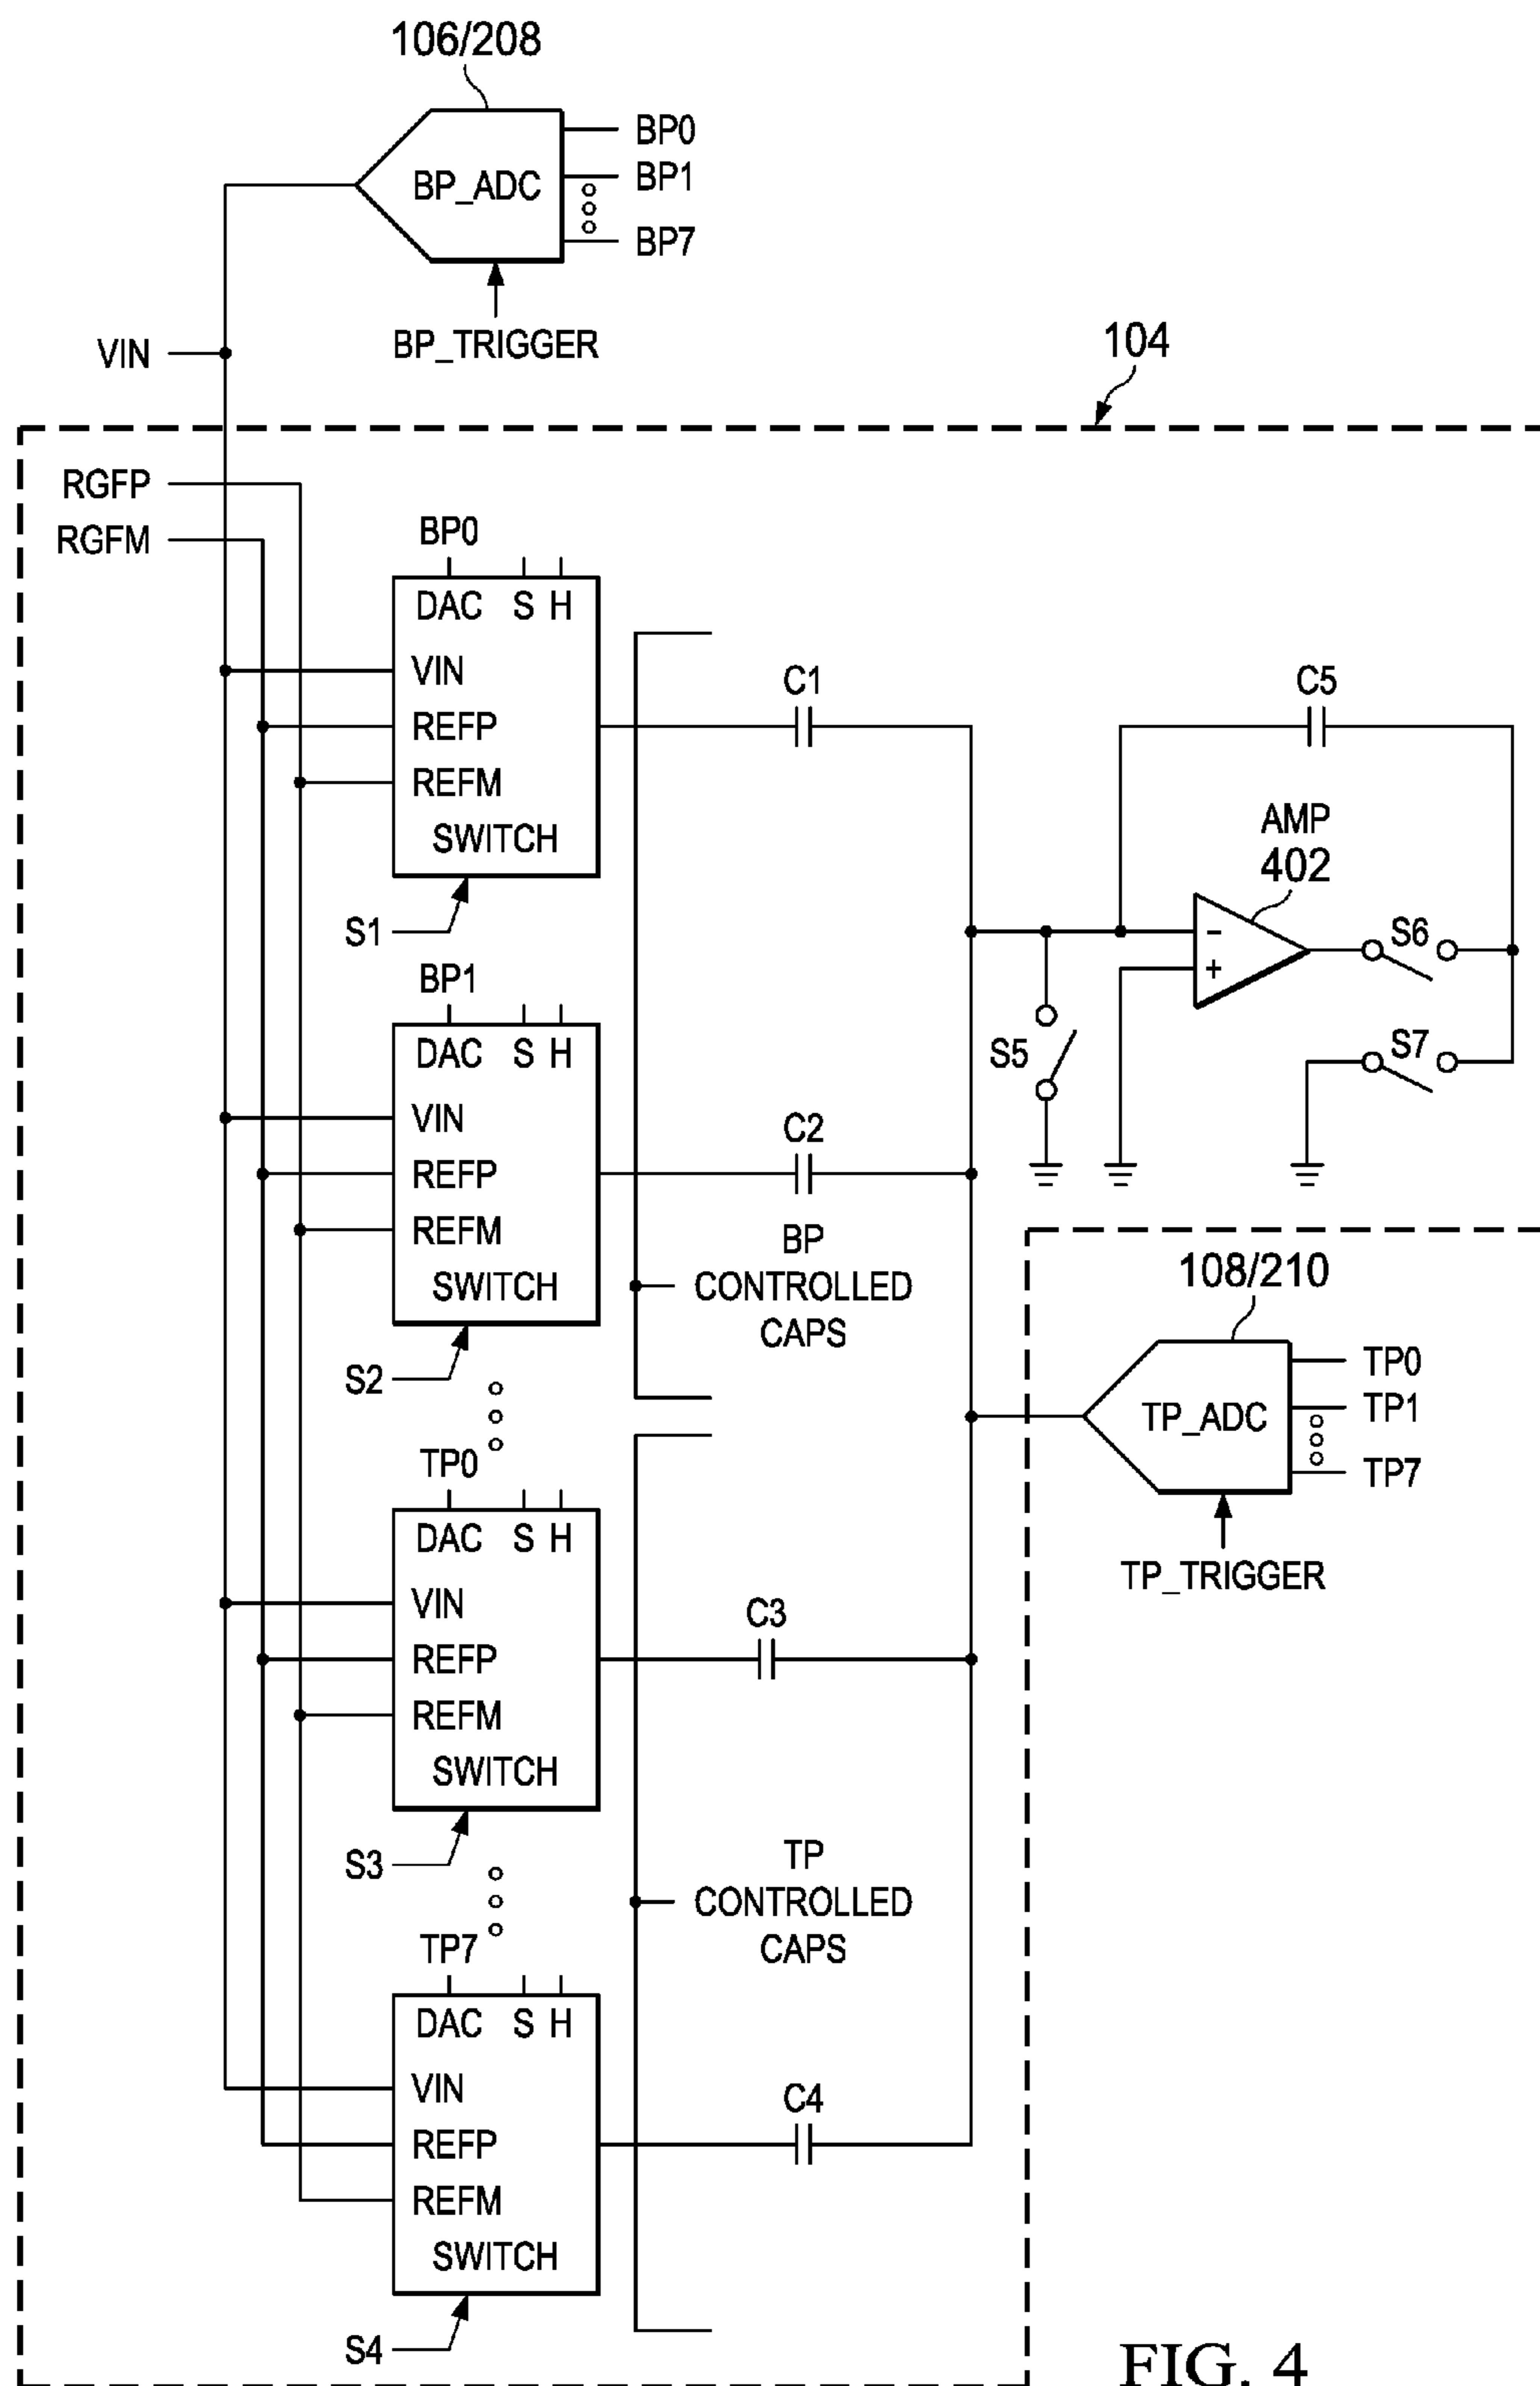 106/208
BP_ADC
BP0
BP1
BP7
BP_TRIGGER
VIN
104
RGFP
RGFM
BP0
DAC S H
VIN
REFP
REFM
SWITCH
S1
C1
C5
AMP
402
-
+
S6
S7
S5
BP1
DAC S H
VIN
REFP
REFM
SWITCH
S2
C2
BP
CONTROLLED
CAPS
108/210
TP_ADC
TP0
TP1
TP7
TP_TRIGGER
TP0
DAC S H
VIN
REFP
REFM
SWITCH
S3
C3
TP
CONTROLLED
CAPS
TP7
DAC S H
VIN
REFP
REFM
SWITCH
S4
C4
FIG. 4